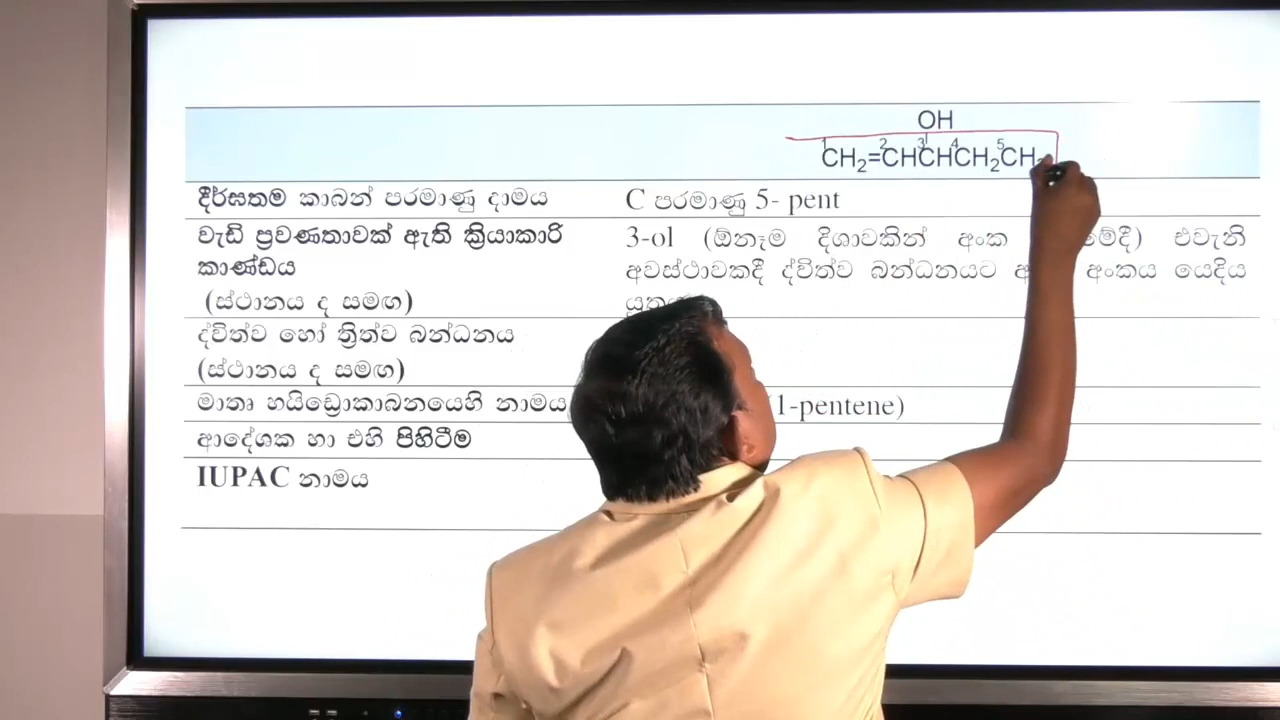 OH
1 2 3 4 5
CH2=CHCHCH2CH
දීර්ඝතම කාබන් පරමාණු දාමය C පරමාණු 5- pent
වැඩි ප්‍රවණතාවක් ඇති ක්‍රියාකාරී 3-ol (ඕනෑම දිශාවකින් අංක එවැනි
කාණ්ඩය අවස්ථාවකදී ද්විත්ව බන්ධනයට අංකය යෙදිය
(ස්ථානය ද සමඟ)
ද්විත්ව හෝ ත්‍රිත්ව බන්ධනය
(ස්ථානය ද සමඟ)
මාතෘ හයිඩ්‍රොකාබනයෙහි නාමය (1-pentene)
ආදේශක හා එහි පිහිටීම
IUPAC නාමය